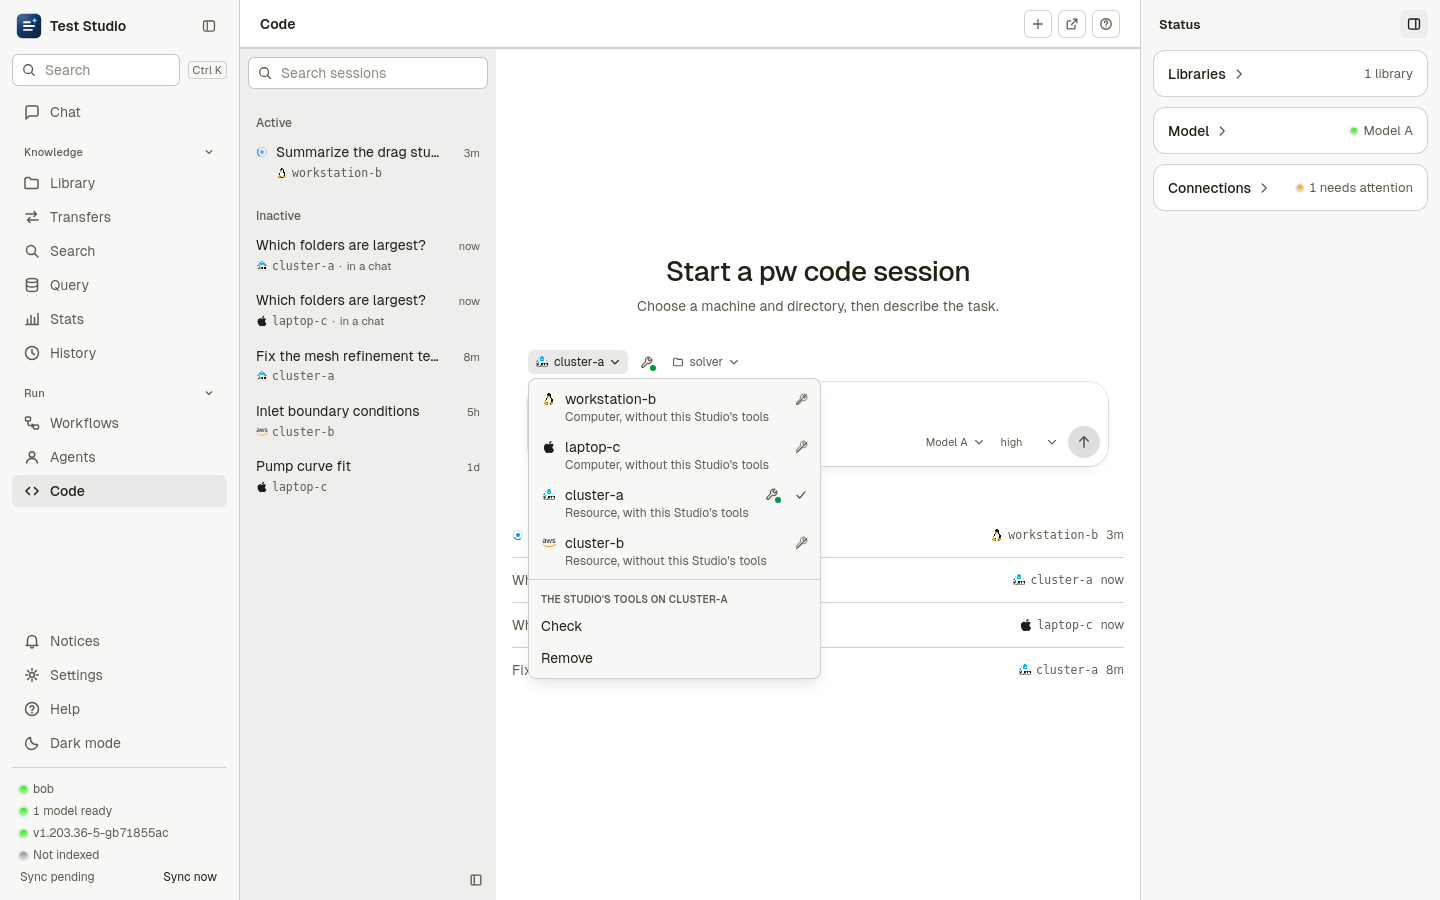 Test Studio
Search
Ctrl K
Chat
Knowledge
Library
Transfers
Search
Query
Stats
History
Run
Workflows
Agents
Code
Notices
Settings
Help
Dark mode
bob
1 model ready
v1.203.36-5-gb71855ac
Not indexed
Sync pending
Sync now
Code
Search sessions
Active
Summarize the drag stu... 3m
workstation-b
Inactive
Which folders are largest? now
cluster-a · in a chat
Which folders are largest? now
laptop-c · in a chat
Fix the mesh refinement te... 8m
cluster-a
Inlet boundary conditions 5h
aws cluster-b
Pump curve fit 1d
laptop-c
Start a pw code session
Choose a machine and directory, then describe the task.
cluster-a
solver
workstation-b
Computer, without this Studio's tools
laptop-c
Computer, without this Studio's tools
cluster-a
Resource, with this Studio's tools
aws cluster-b
Resource, without this Studio's tools
THE STUDIO'S TOOLS ON CLUSTER-A
Check
Remove
Model A
high
workstation-b 3m
Wh
cluster-a now
Wh
laptop-c now
Fix
cluster-a 8m
Status
Libraries
1 library
Model
Model A
Connections
1 needs attention